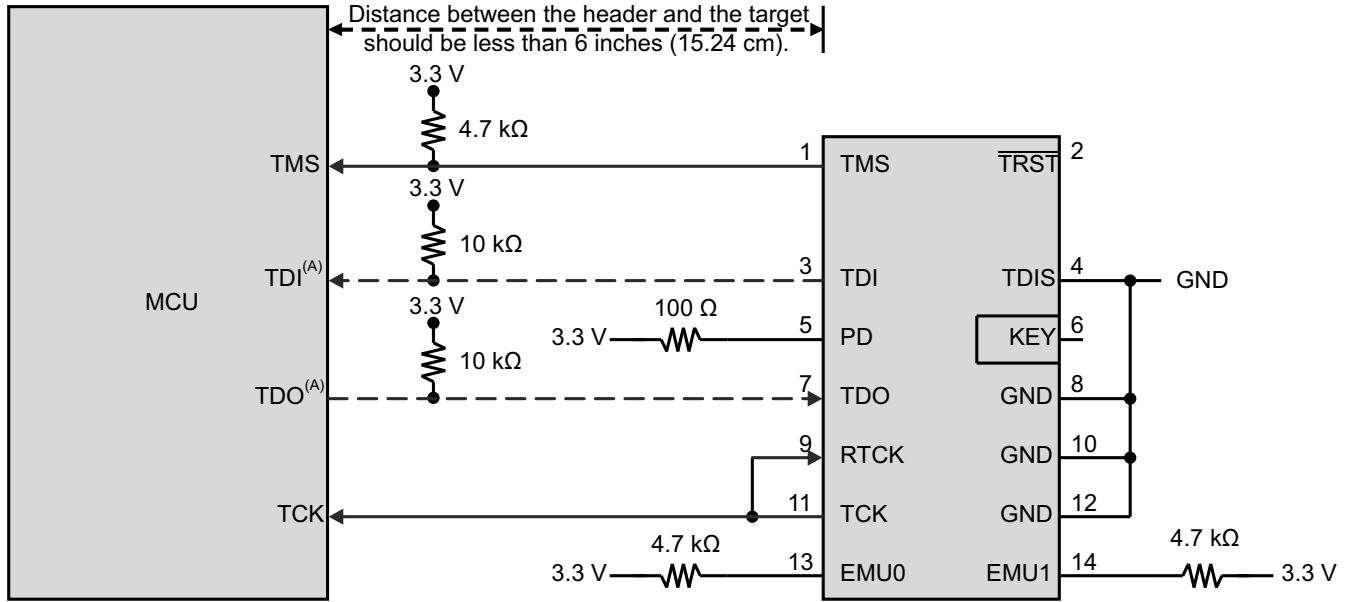 Distance between the header and the target
should be less than 6 inches (15.24 cm).
3.3 V
4.7 kΩ
TMS
1
TMS
TRST
2
3.3 V
10 kΩ
TDI(A)
3
TDI
TDIS
4
GND
MCU
3.3 V
100 Ω
3.3 V
5
PD
KEY
6
10 kΩ
TDO(A)
7
TDO
GND
8
9
RTCK
GND
10
TCK
11
TCK
GND
12
4.7 kΩ
3.3 V
13
EMU0
EMU1
14
4.7 kΩ
3.3 V